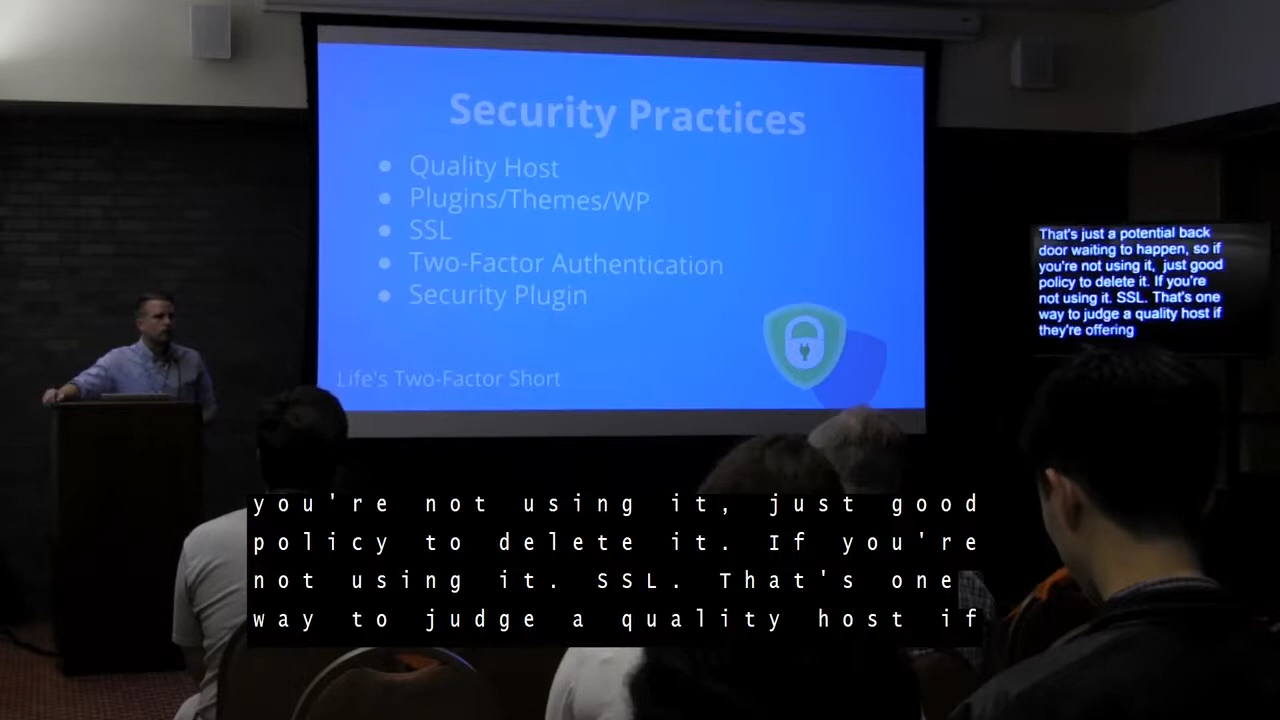 Security Practices
Quality Host
Plugins/Themes/WP
SSL
Two-Factor Authentication
Security Plugin
Life's Two-Factor Short
That's just a potential back
door waiting to happen, so if
you're not using it, just good
policy to delete it. If you're
not using it. SSL. That's one
way to judge a quality host if
they're offering
you're not using it, just good
policy to delete it. If you're
not using it. SSL. That's one
way to judge a quality host if